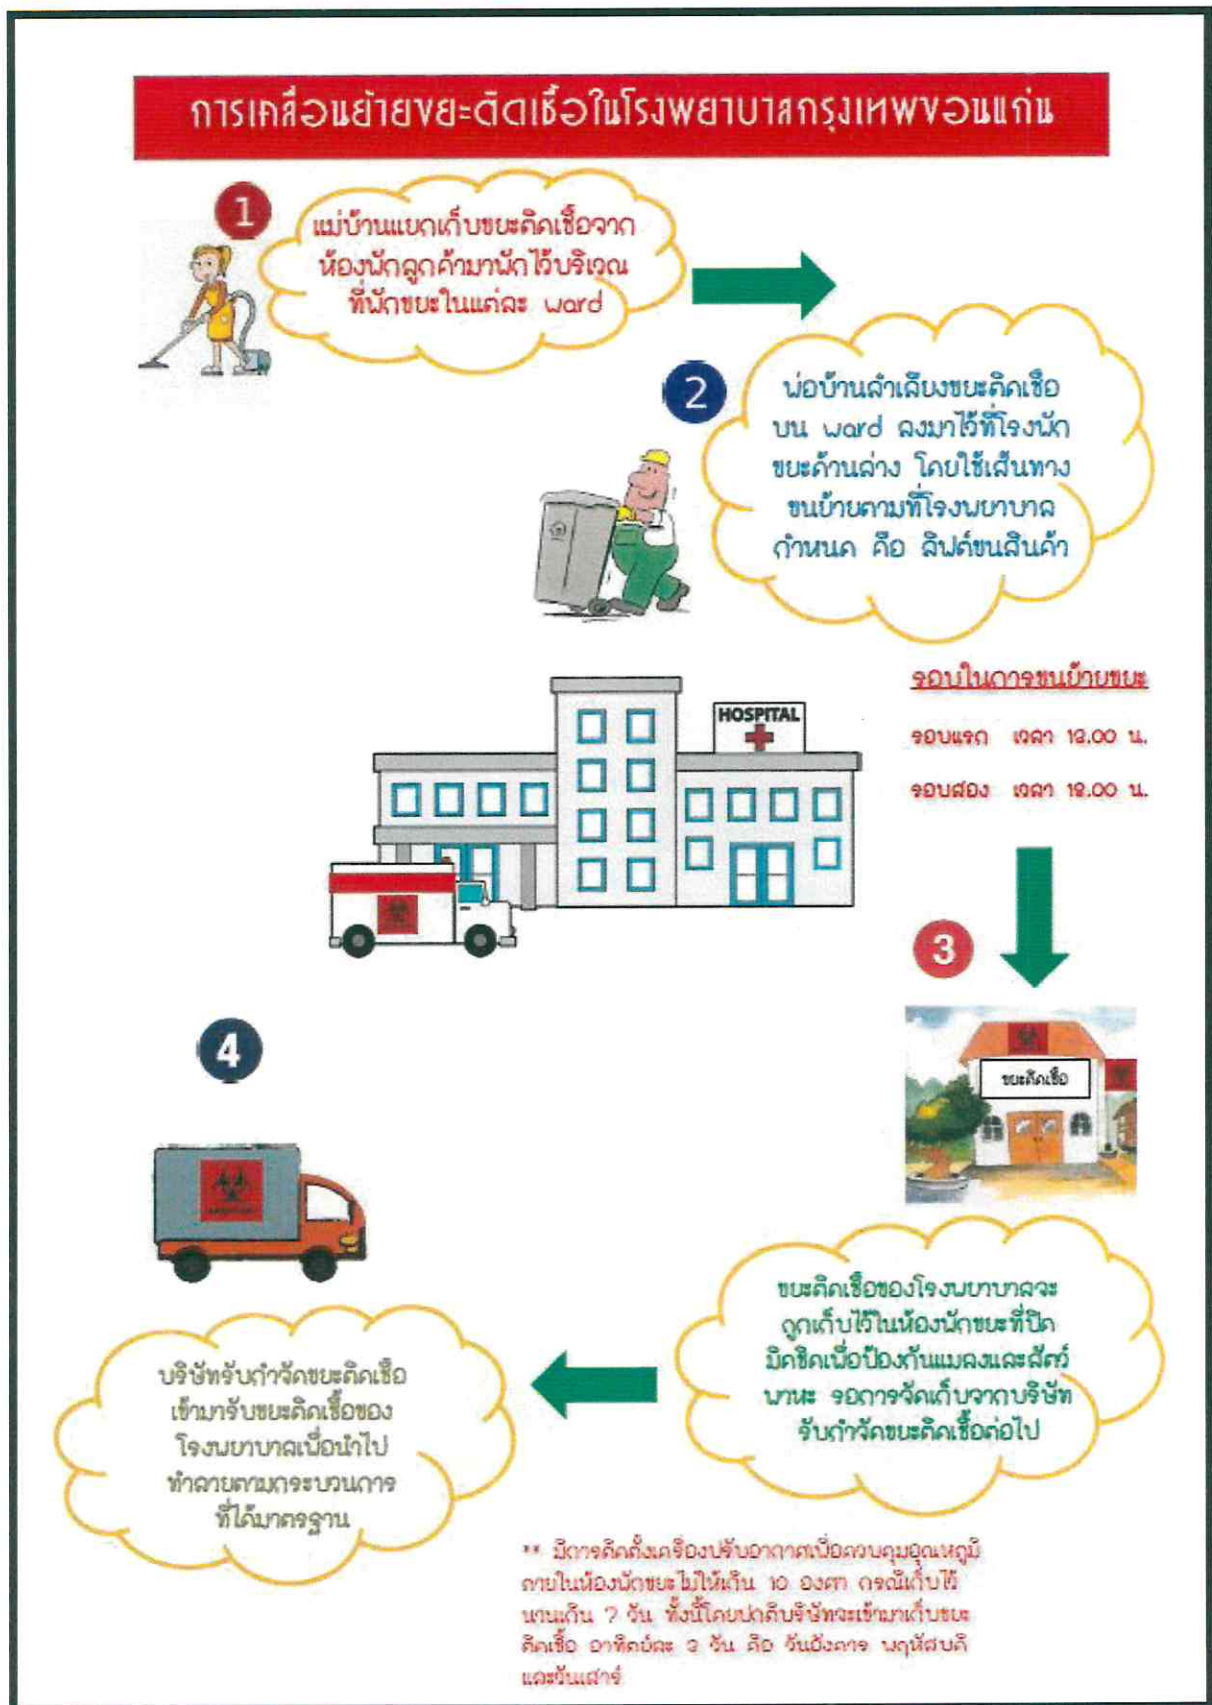 การเคลื่อนย้ายขยะติดเชื้อในโรงพยาบาลกรุงเทพขอนแก่น
1
แม่บ้านแยกเก็บขยะติดเชื้อจาก
ห้องพักลูกค้ามาพักไว้บริเวณ
ที่พักขยะในแต่ละ ward
2
พ่อบ้านลำเลียงขยะติดเชื้อ
บน ward ลงมาไว้ที่โรงพัก
ขยะด้านล่าง โดยใช้เส้นทาง
ขนย้ายตามที่โรงพยาบาล
กำหนด คือ ลิฟต์ขนสินค้า
รอบในการขนย้ายขยะ
รอบแรก เวลา น.
รอบสอง เวลา น.
HOSPITAL
3
ขยะติดเชื้อ
ขยะติดเชื้อของโรงพยาบาลจะ
ถูกเก็บไว้ในห้องพักขยะที่ปิด
มิดชิดเพื่อป้องกันแมลงและสัตว์
พาหะ รอการจัดเก็บจากบริษัท
รับกำจัดขยะติดเชื้อต่อไป
4
บริษัทรับกำจัดขยะติดเชื้อ
เข้ามารับขยะติดเชื้อของ
โรงพยาบาลเพื่อนำไป
ทำลายตามกระบวนการ
ที่ได้มาตรฐาน
** มีการติดตั้งเครื่องปรับอากาศเพื่อควบคุมอุณหภูมิ
ภายในห้องพักขยะไม่ให้เกิน 10 องศา กรณีเก็บไว้
นานเกิน 7 วัน ทั้งนี้โดยปกติบริษัทจะเข้ามาเก็บขยะ
ติดเชื้อ อาทิตย์ละ 3 วัน คือ วันอังคาร พฤหัสบดี
และวันเสาร์